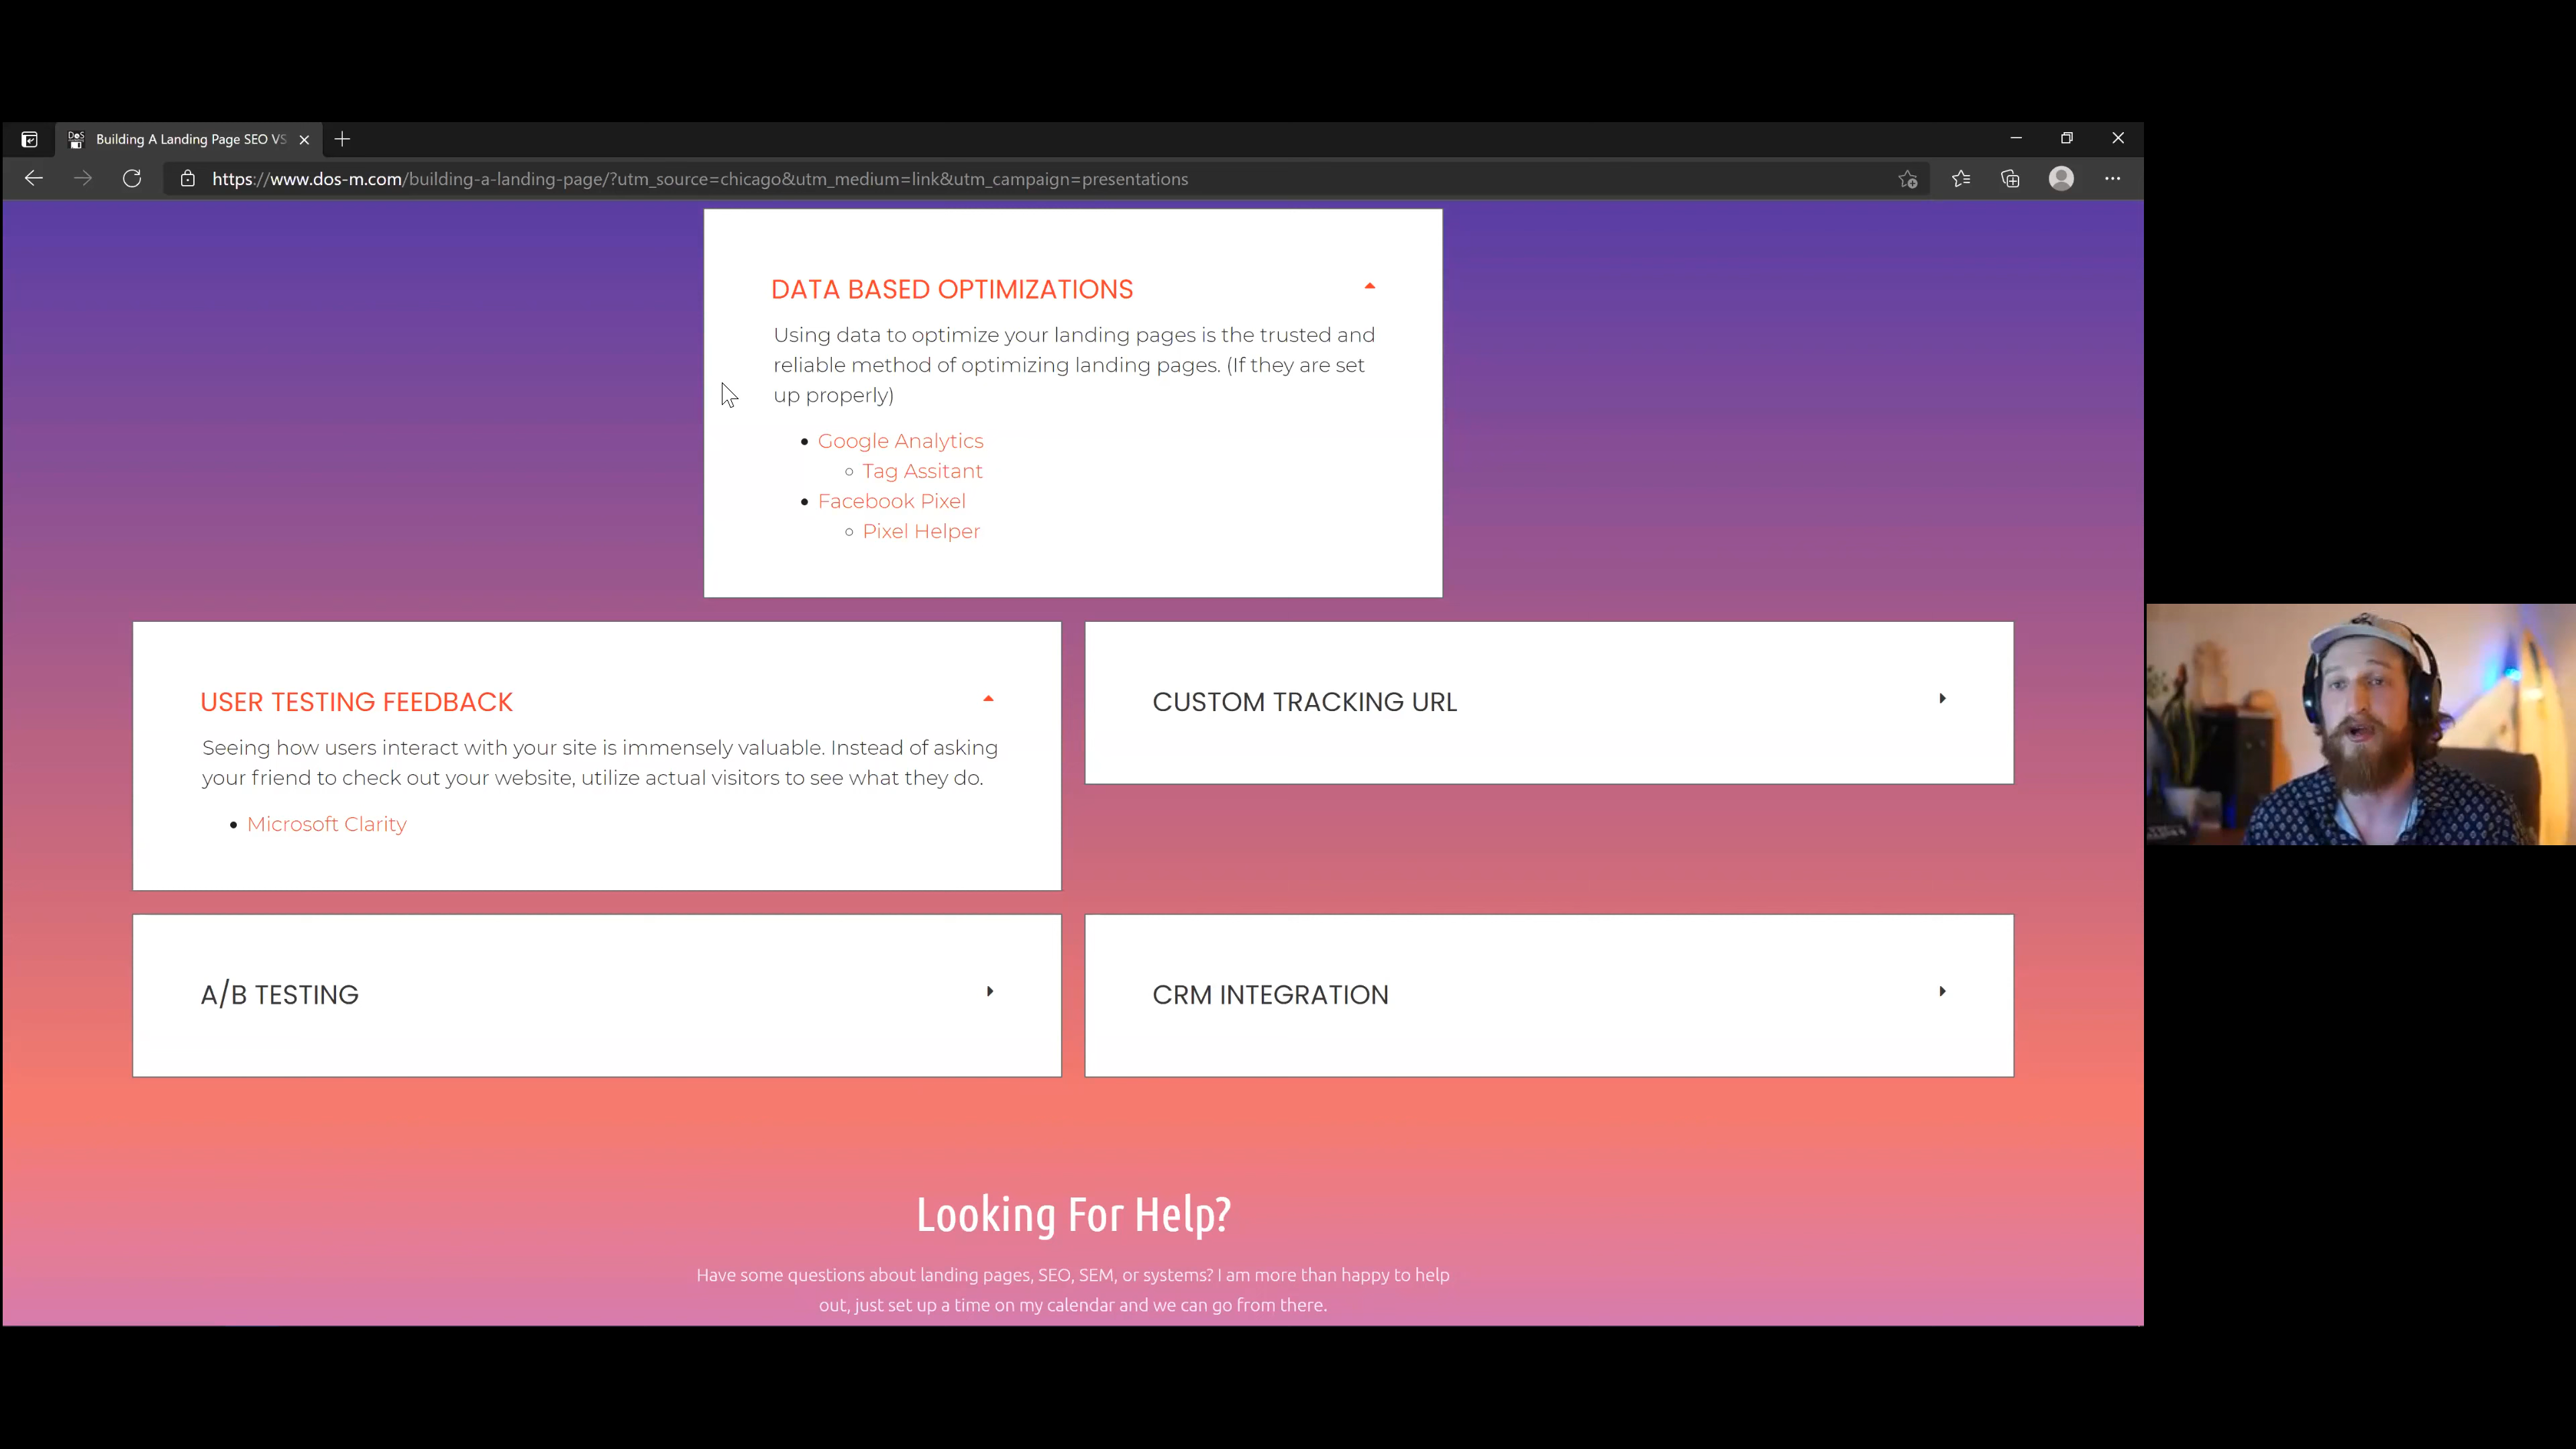 Building A Landing Page SEO VS
https://www.dos-m.com/building-a-landing-page/?utm_source=chicago&utm_medium=link&utm_campaign=presentations
DATA BASED OPTIMIZATIONS
Using data to optimize your landing pages is the trusted and
reliable method of optimizing landing pages. (If they are set
up properly)
Google Analytics
Tag Assitant
Facebook Pixel
Pixel Helper
USER TESTING FEEDBACK
Seeing how users interact with your site is immensely valuable. Instead of asking
your friend to check out your website, utilize actual visitors to see what they do.
Microsoft Clarity
CUSTOM TRACKING URL
A/B TESTING
CRM INTEGRATION
Looking For Help?
Have some questions about landing pages, SEO, SEM, or systems? I am more than happy to help
out, just set up a time on my calendar and we can go from there.